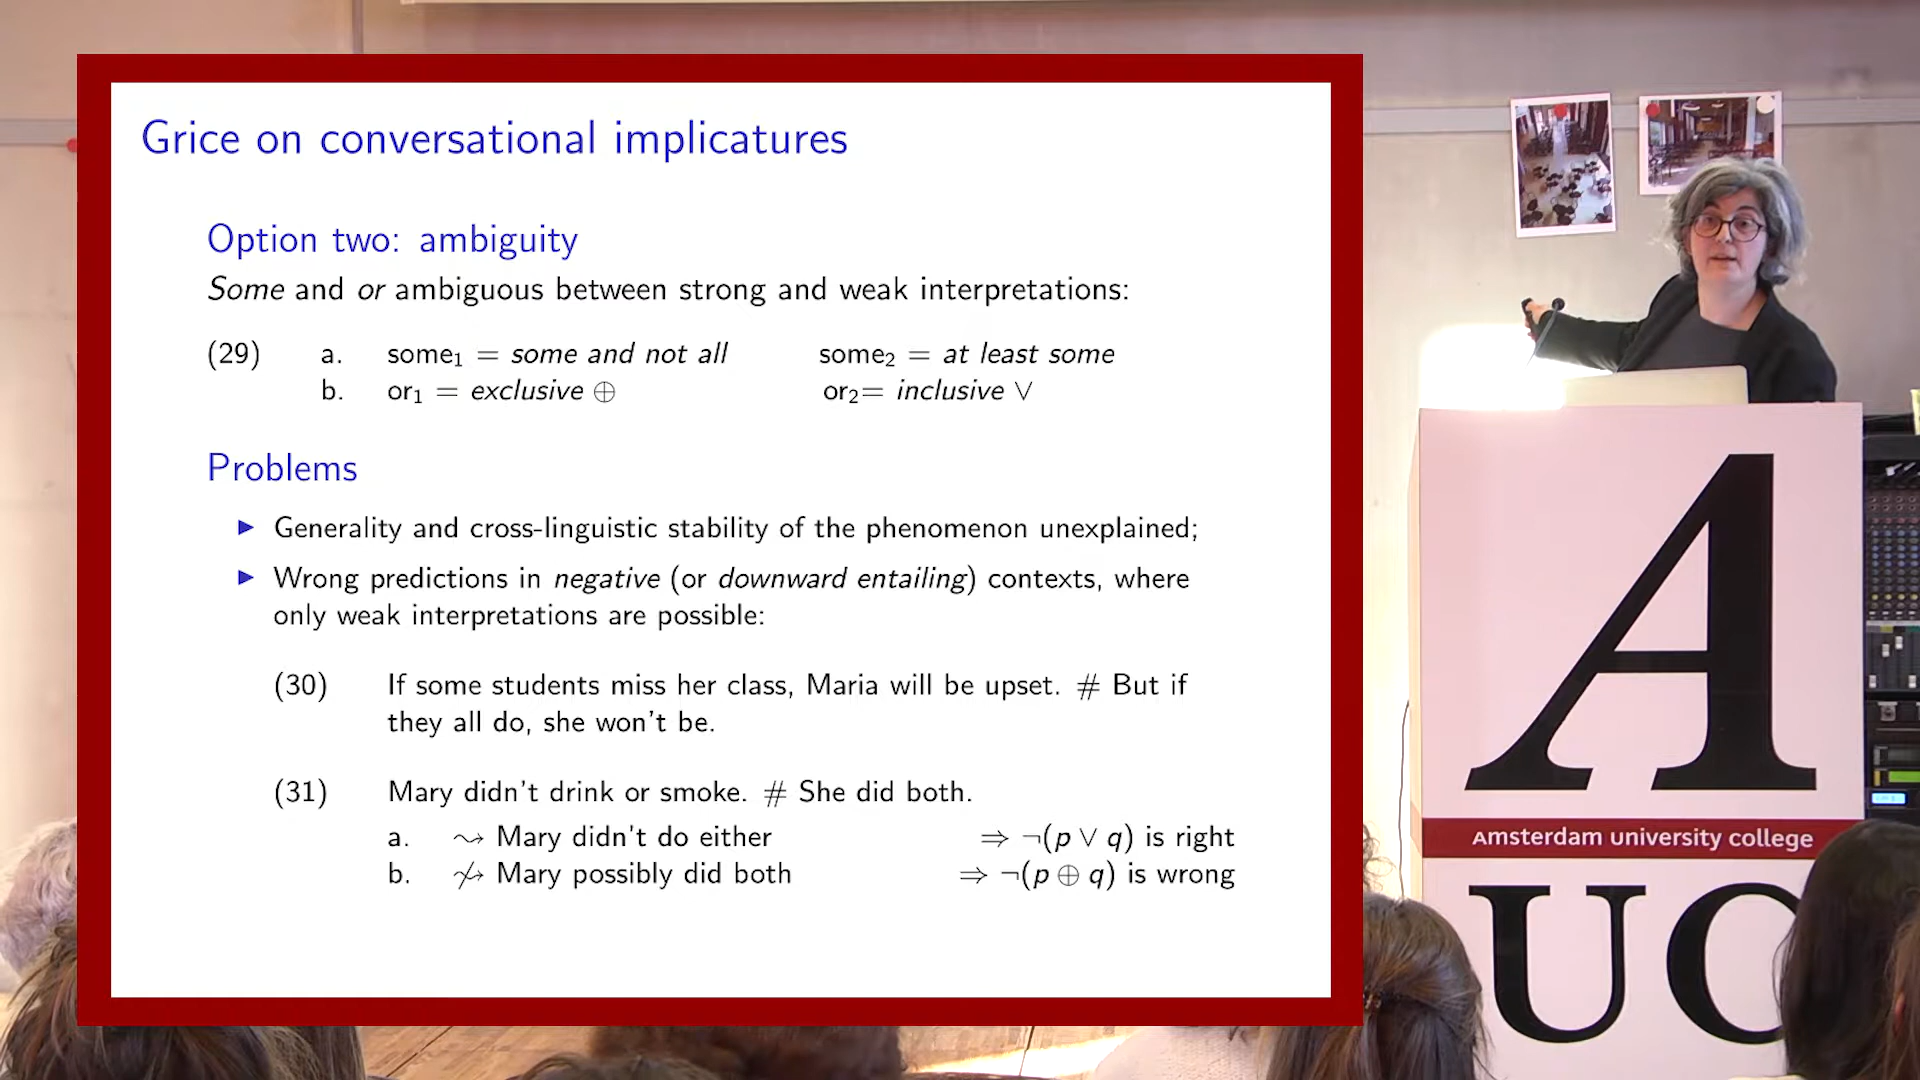 Grice on conversational implicatures
Option two: ambiguity
Some and or ambiguous between strong and weak interpretations:
(29) a. some₁ = some and not all some₂ = at least some
b. or₁ = exclusive ⊕ or₂= inclusive ∨
Problems
▶ Generality and cross-linguistic stability of the phenomenon unexplained;
▶ Wrong predictions in negative (or downward entailing) contexts, where
only weak interpretations are possible:
(30) If some students miss her class, Maria will be upset. # But if
they all do, she won't be.
(31) Mary didn't drink or smoke. # She did both.
a. ⤳ Mary didn't do either ⇒ ¬(p ∨ q) is right
b. ⤳̸ Mary possibly did both ⇒ ¬(p ⊕ q) is wrong
A
Amsterdam university college
UC